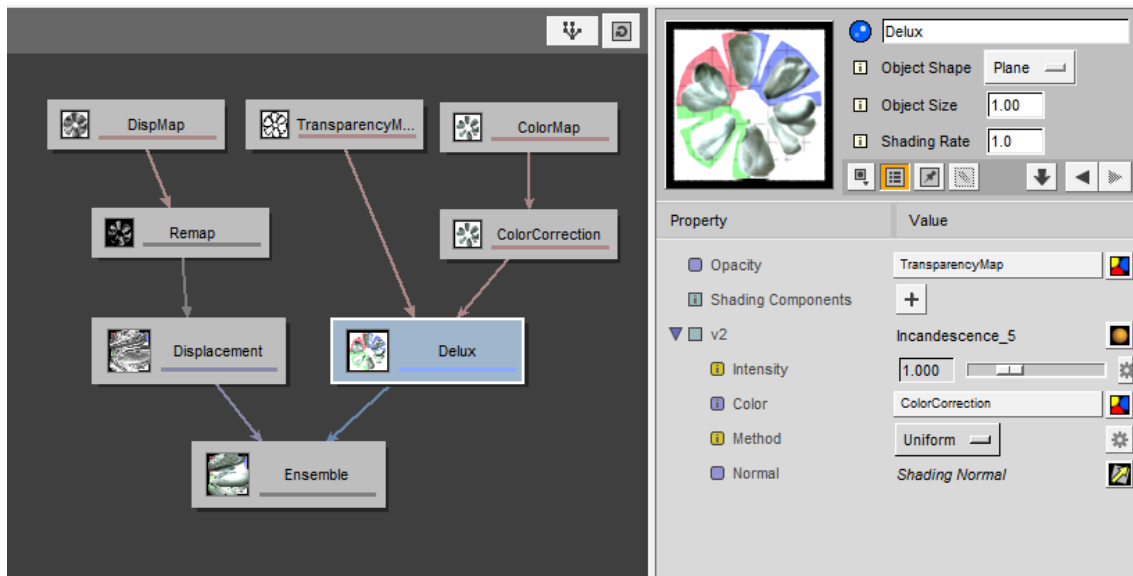 DispMap
TransparencyM...
ColorMap
Remap
ColorCorrection
Displacement
Delux
Ensemble
Delux
Object Shape Plane
Object Size 1.00
Shading Rate 1.0
Property Value
Opacity TransparencyMap
Shading Components
v2 Incandescence_5
Intensity 1.000
Color ColorCorrection
Method Uniform
Normal Shading Normal